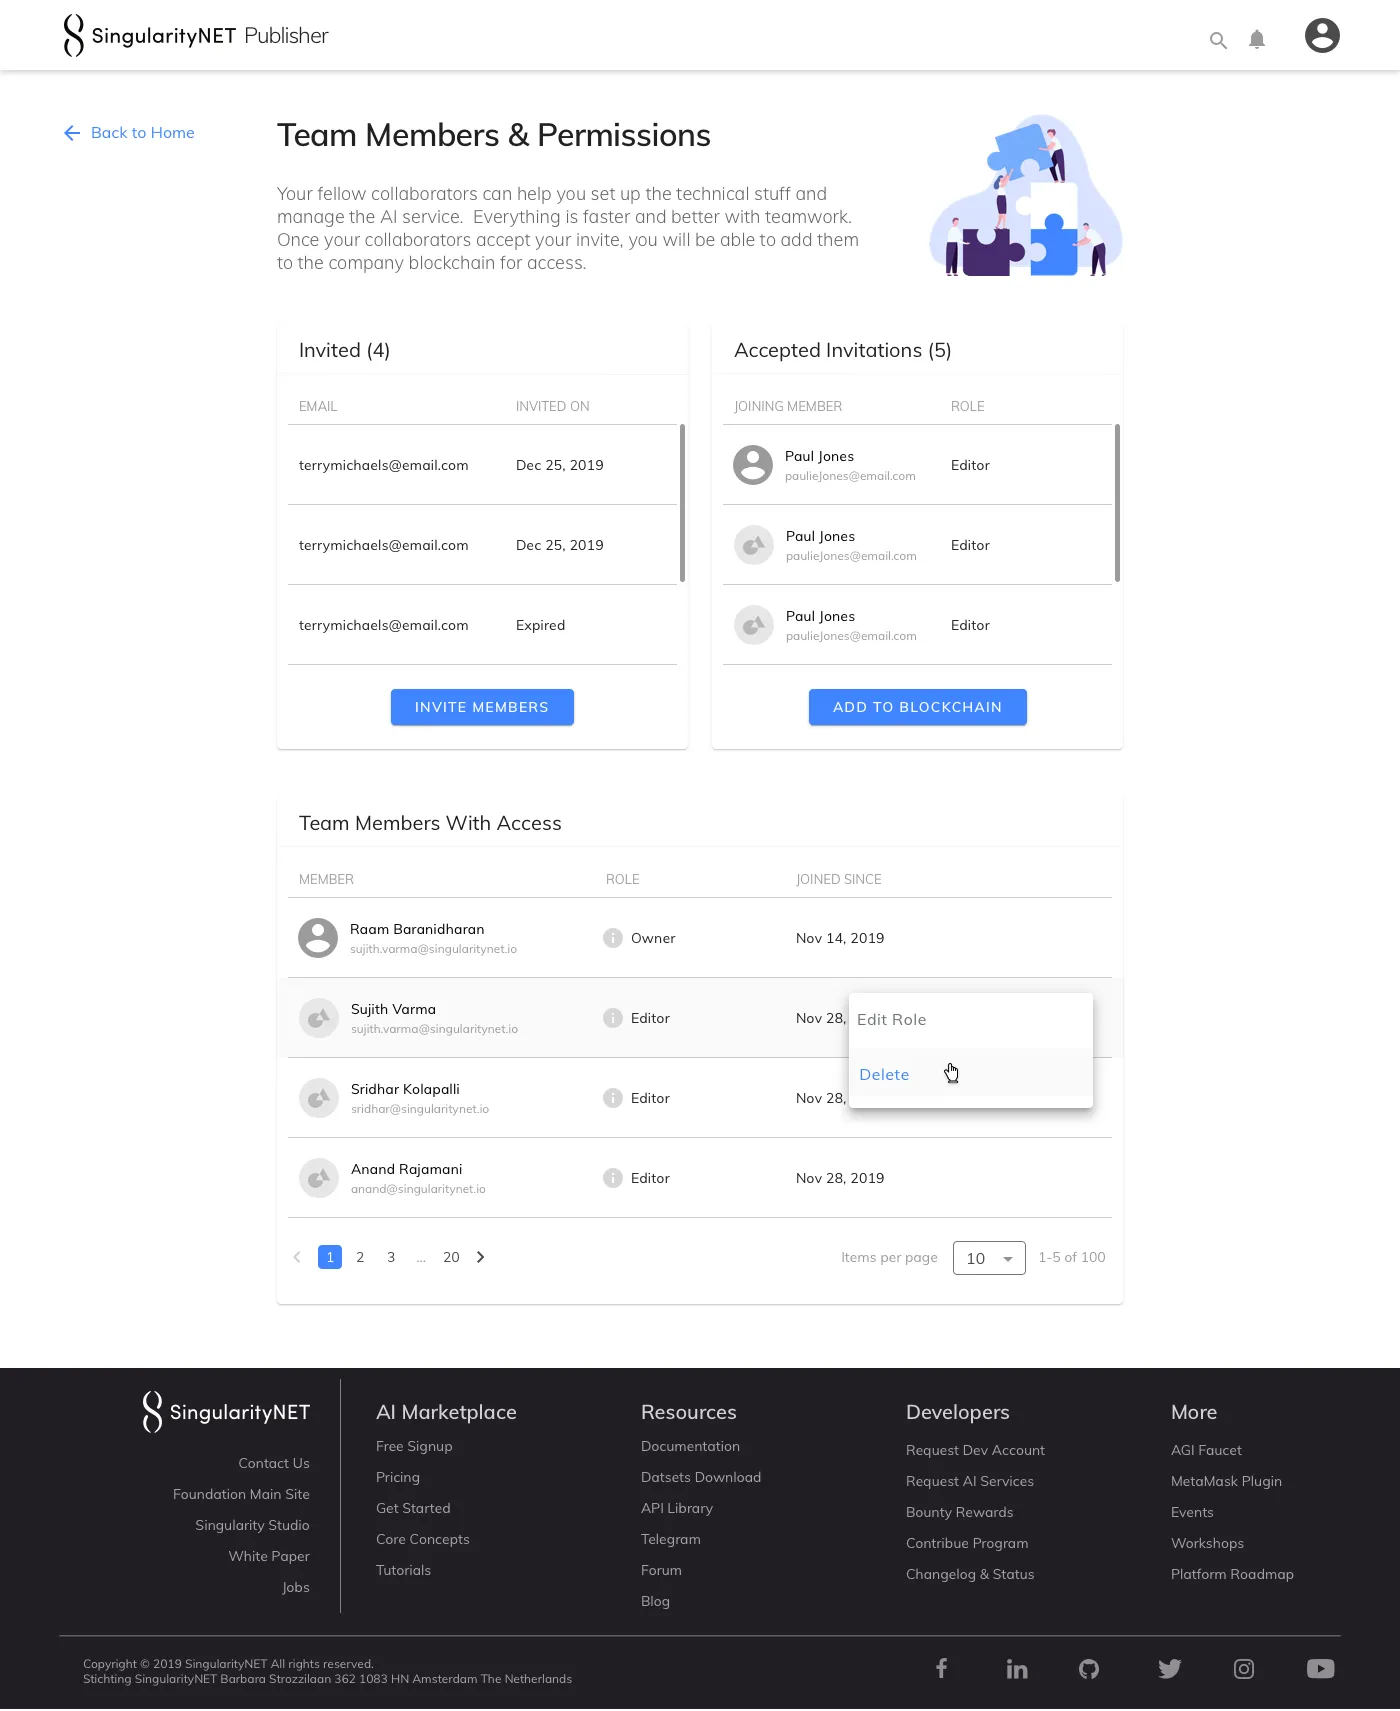 SingularityNET Publisher
Back to Home
Team Members & Permissions
Your fellow collaborators can help you set up the technical stuff and
manage the AI service.  Everything is faster and better with teamwork.
Once your collaborators accept your invite, you will be able to add them
to the company blockchain for access.
Invited (4)
EMAIL INVITED ON
terrymichaels@email.com Dec 25, 2019
terrymichaels@email.com Dec 25, 2019
terrymichaels@email.com Expired
INVITE MEMBERS
Accepted Invitations (5)
JOINING MEMBER ROLE
Paul Jones
pauliejones@email.com
Editor
Paul Jones
pauliejones@email.com
Editor
Paul Jones
pauliejones@email.com
Editor
ADD TO BLOCKCHAIN
Team Members With Access
MEMBER ROLE JOINED SINCE
Raam Baranidharan
sujith.varma@singularitynet.io
Owner Nov 14, 2019
Sujith Varma
sujith.varma@singularitynet.io
Editor Nov 28,
Edit Role
Delete
Sridhar Kolapalli
sridhar@singularitynet.io
Editor Nov 28,
Anand Rajamani
anand@singularitynet.io
Editor Nov 28, 2019
1 2 3 ... 20
Items per page 10 1-5 of 100
SingularityNET
Contact Us
Foundation Main Site
Singularity Studio
White Paper
Jobs
AI Marketplace
Free Signup
Pricing
Get Started
Core Concepts
Tutorials
Resources
Documentation
Datsets Download
API Library
Telegram
Forum
Blog
Developers
Request Dev Account
Request AI Services
Bounty Rewards
Contribue Program
Changelog & Status
More
AGI Faucet
MetaMask Plugin
Events
Workshops
Platform Roadmap
Copyright © 2019 SingularityNET All rights reserved.
Stichting SingularityNET Barbara Strozzilaan 362 1083 HN Amsterdam The Netherlands